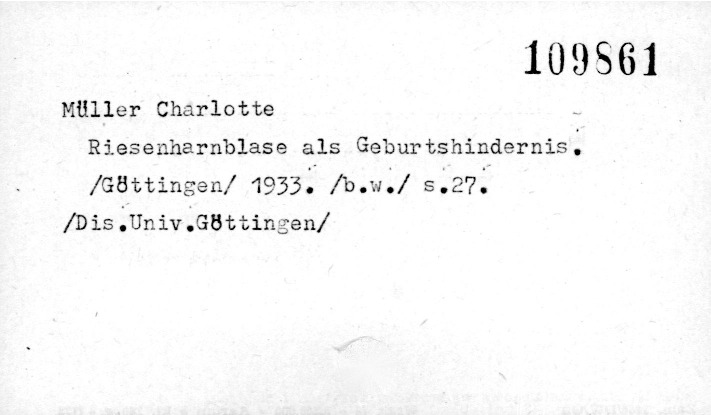 109861
Müller Charlotte
Riesenharnblase als Geburtshindernis.
/Göttingen/ 1933. /b.w./ s.27.
/Dis.Univ.Göttingen/